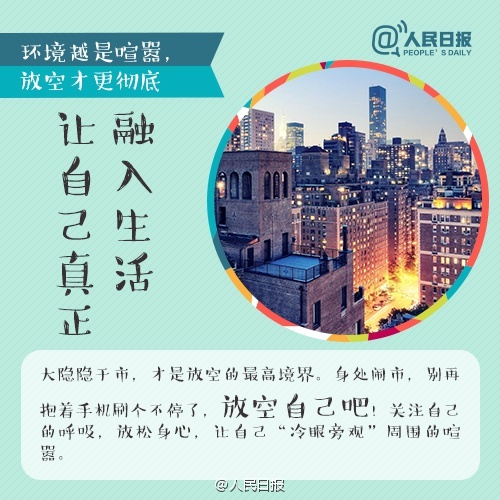 环境越是喧嚣，
放空才更彻底
@人民日报
PEOPLE'S DAILY
让自己真正
融入生活
大隐隐于市，才是放空的最高境界。身处闹市，别再
抱着手机刷个不停了，放空自己吧！关注自己
的呼吸，放松身心，让自己“冷眼旁观”周围的喧
嚣。
@人民日报